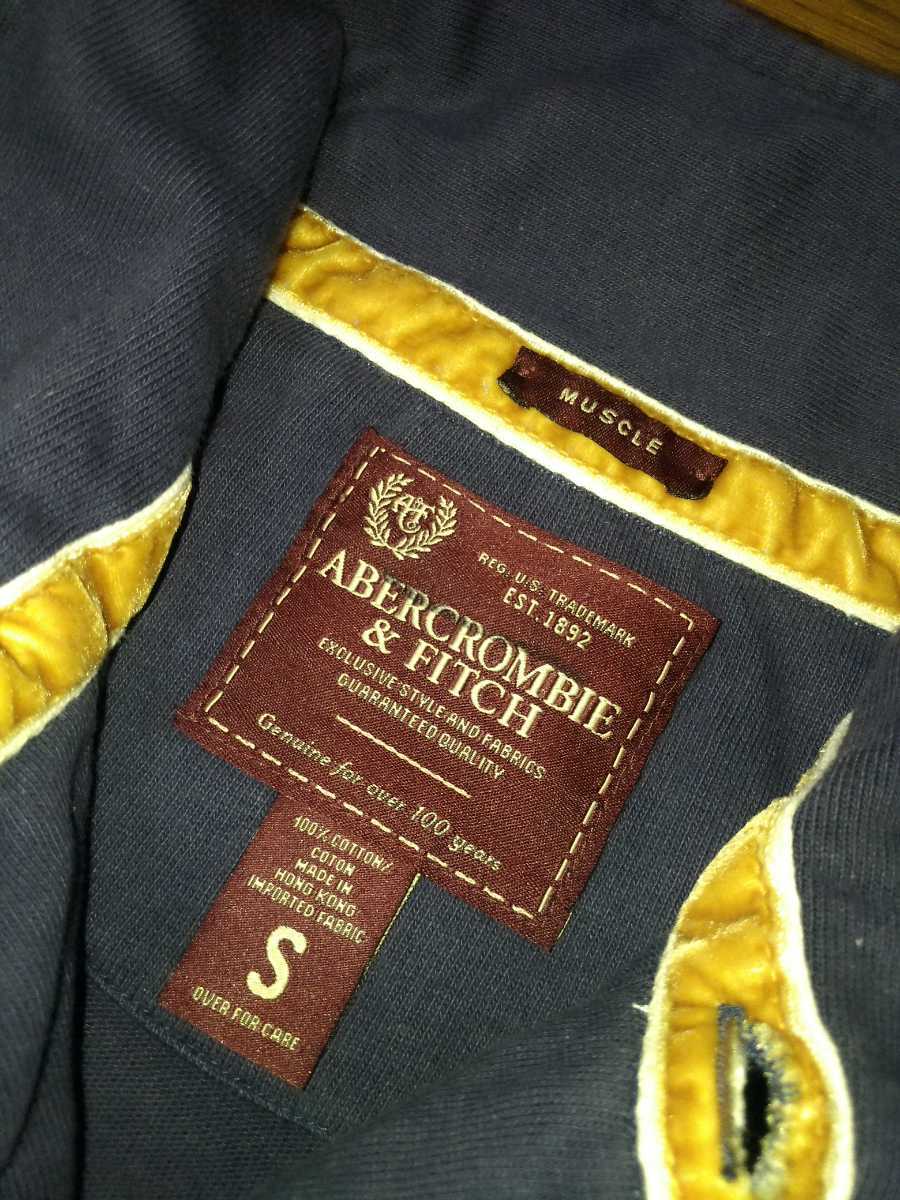 MUSCLE
A&F
REG. U.S. TRADEMARK
EST. 1892
ABERCROMBIE
& FITCH
EXCLUSIVE STYLE AND FABRICS
GUARANTEED QUALITY
Genuine for over 100 years
100% COTTON/
COTON
MADE IN
HONG KONG
IMPORTED FABRIC
S
OVER FOR CARE